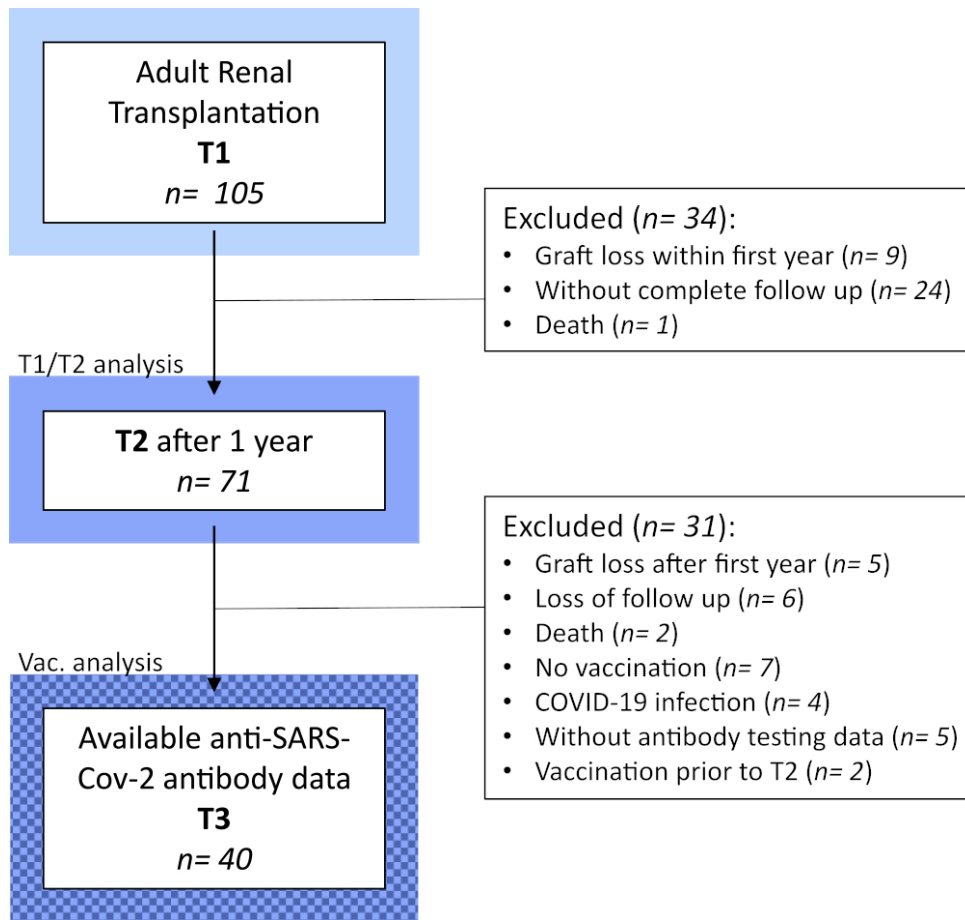 Adult Renal
Transplantation
T1
n= 105
Excluded (n= 34):
• Graft loss within first year (n= 9)
• Without complete follow up (n= 24)
• Death (n= 1)
T1/T2 analysis
T2 after 1 year
n= 71
Excluded (n= 31):
• Graft loss after first year (n= 5)
• Loss of follow up (n= 6)
• Death (n= 2)
• No vaccination (n= 7)
• COVID-19 infection (n= 4)
• Without antibody testing data (n= 5)
• Vaccination prior to T2 (n= 2)
Vac. analysis
Available anti-SARS-
Cov-2 antibody data
T3
n= 40